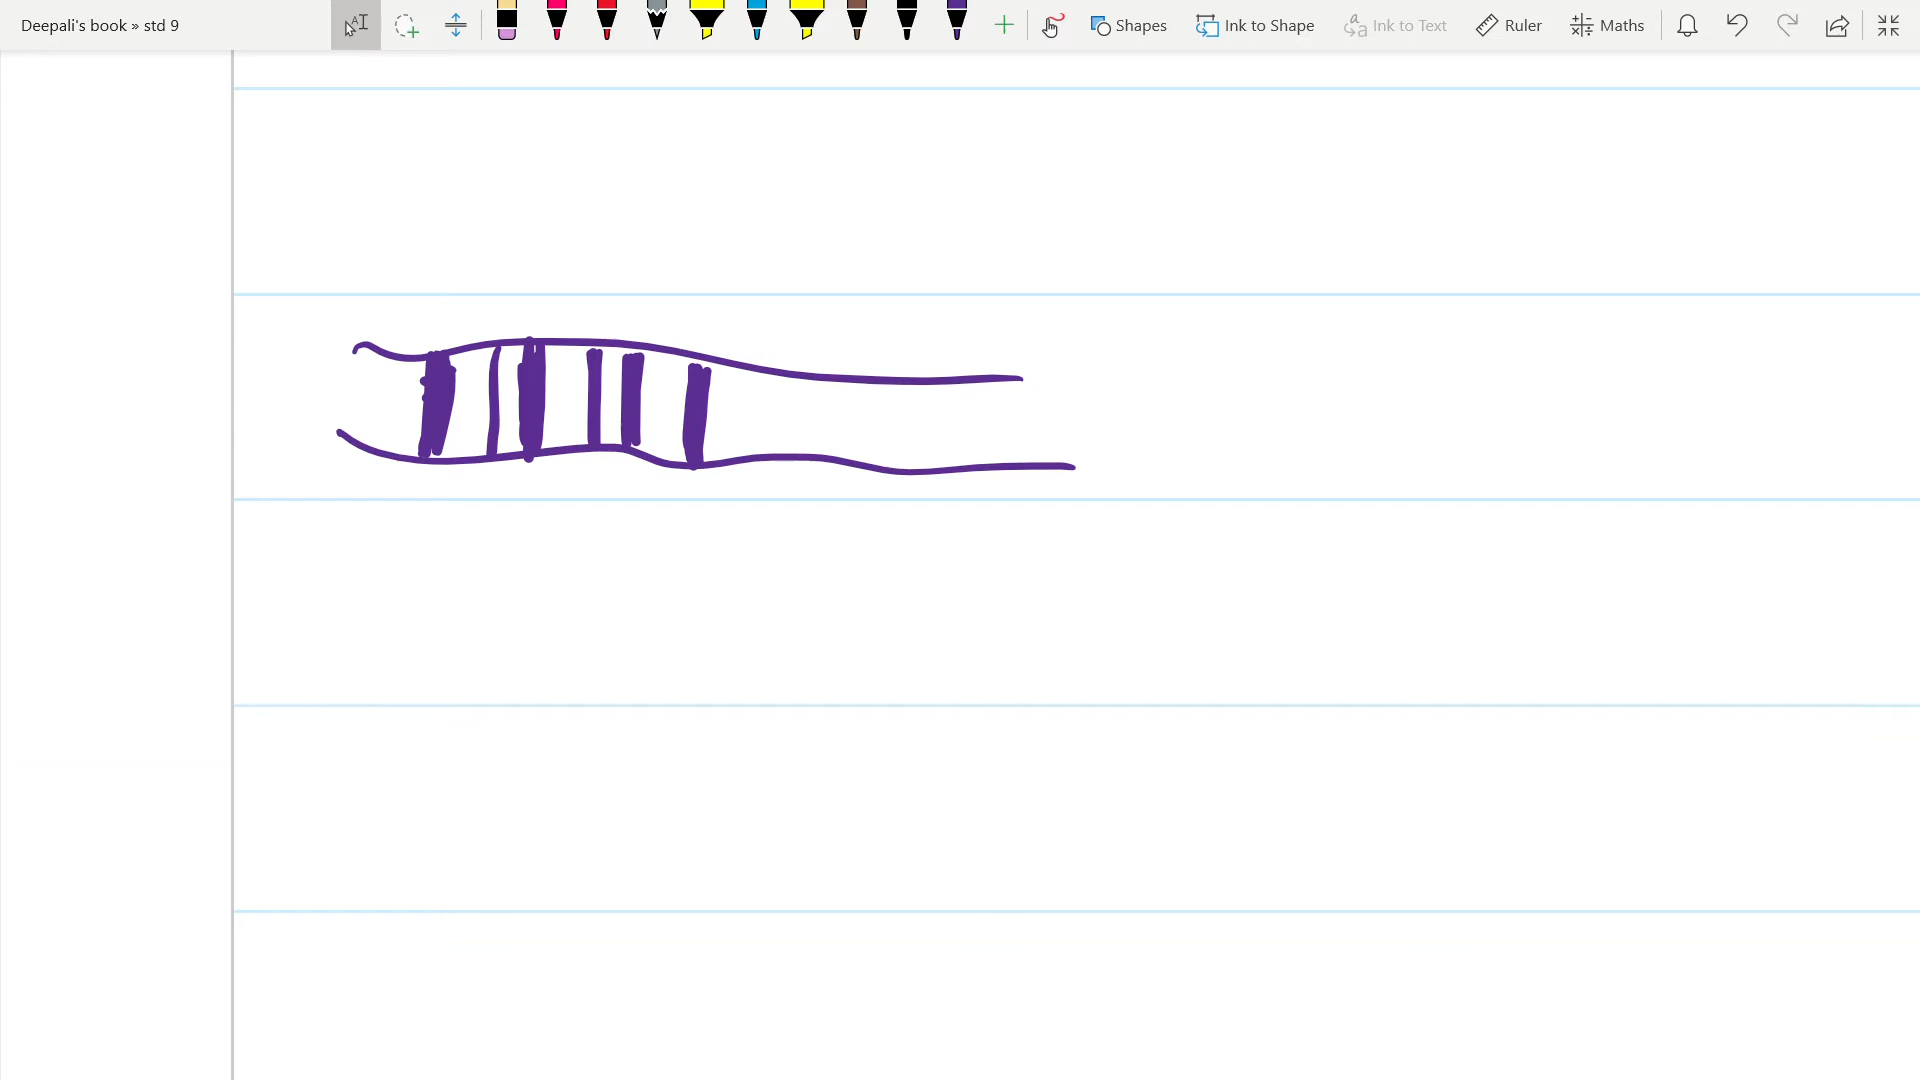 Deepali's book » std 9 Shapes Ink to Shape Ink to Text Ruler Maths